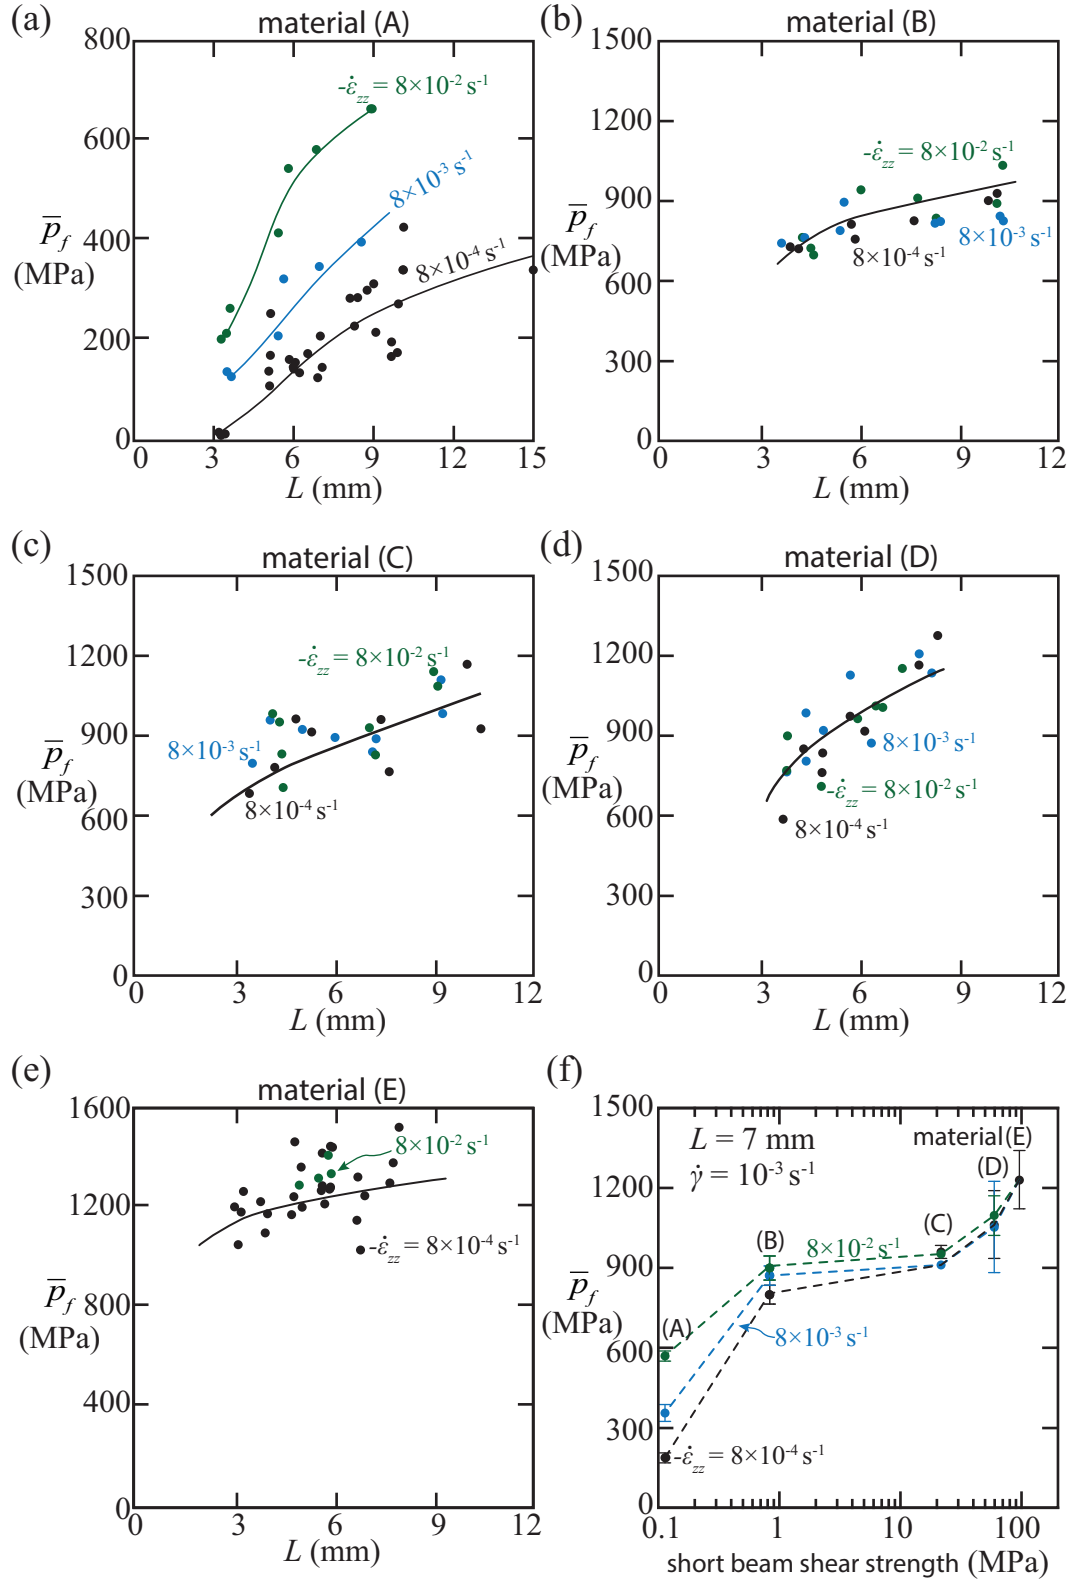 (a)
material (A)
800
600
400
200
0
p̅f
(MPa)
-ε̇zz = 8×10-2 s-1
8×10-3 s-1
8×10-4 s-1
0 3 6 9 12 15
L (mm)
(b)
material (B)
1500
1200
900
600
300
0
p̅f
(MPa)
-ε̇zz = 8×10-2 s-1
8×10-3 s-1
8×10-4 s-1
0 3 6 9 12
L (mm)
(c)
material (C)
1500
1200
900
600
300
0
p̅f
(MPa)
-ε̇zz = 8×10-2 s-1
8×10-3 s-1
8×10-4 s-1
0 3 6 9 12
L (mm)
(d)
material (D)
1500
1200
900
600
300
0
p̅f
(MPa)
8×10-3 s-1
-ε̇zz = 8×10-2 s-1
8×10-4 s-1
0 3 6 9 12
L (mm)
(e)
material (E)
1600
1200
800
400
0
p̅f
(MPa)
8×10-2 s-1
-ε̇zz = 8×10-4 s-1
0 3 6 9 12
L (mm)
(f)
1500
1200
900
600
300
0
p̅f
(MPa)
L = 7 mm
γ̇ = 10-3 s-1
material (E)
(D)
(C)
(B)
(A)
8×10-2 s-1
8×10-3 s-1
-ε̇zz = 8×10-4 s-1
0.1 1 10 100
short beam shear strength (MPa)